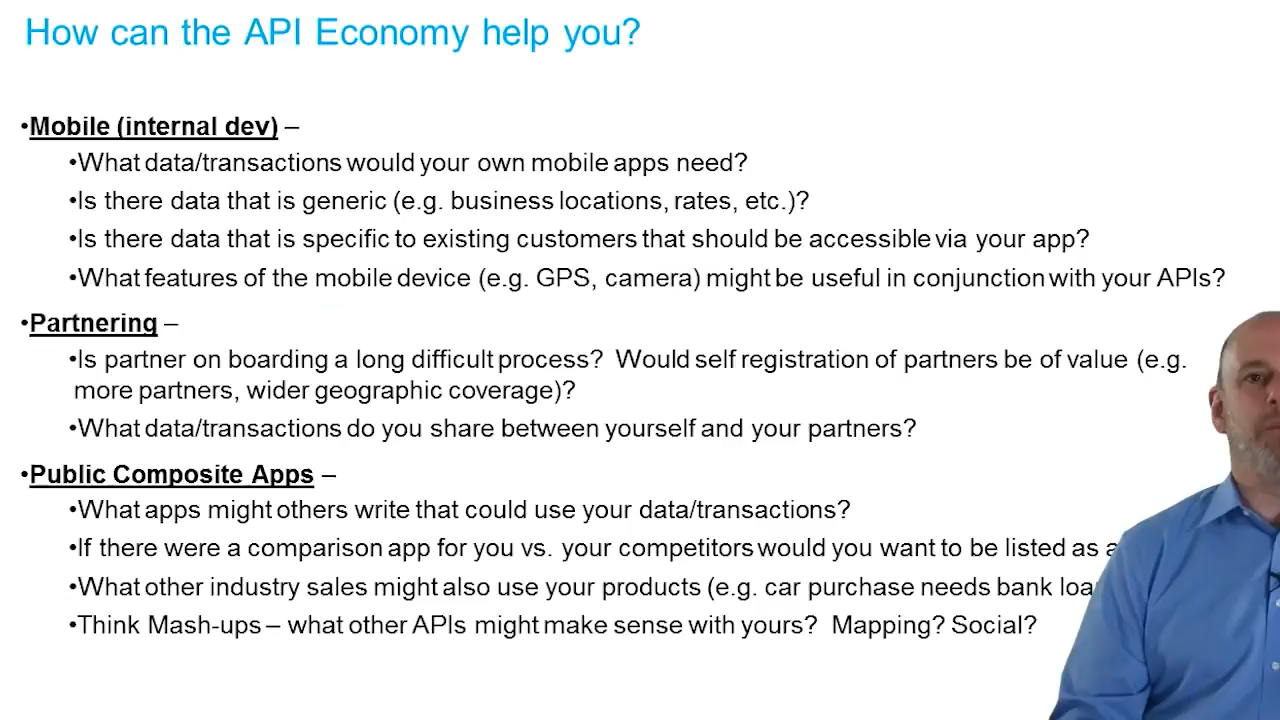 How can the API Economy help you?
•Mobile (internal dev) –
•What data/transactions would your own mobile apps need?
•Is there data that is generic (e.g. business locations, rates, etc.)?
•Is there data that is specific to existing customers that should be accessible via your app?
•What features of the mobile device (e.g. GPS, camera) might be useful in conjunction with your APIs?
•Partnering –
•Is partner on boarding a long difficult process? Would self registration of partners be of value (e.g.
more partners, wider geographic coverage)?
•What data/transactions do you share between yourself and your partners?
•Public Composite Apps –
•What apps might others write that could use your data/transactions?
•If there were a comparison app for you vs. your competitors would you want to be listed as
•What other industry sales might also use your products (e.g. car purchase needs bank
•Think Mash-ups – what other APIs might make sense with yours? Mapping? Social?